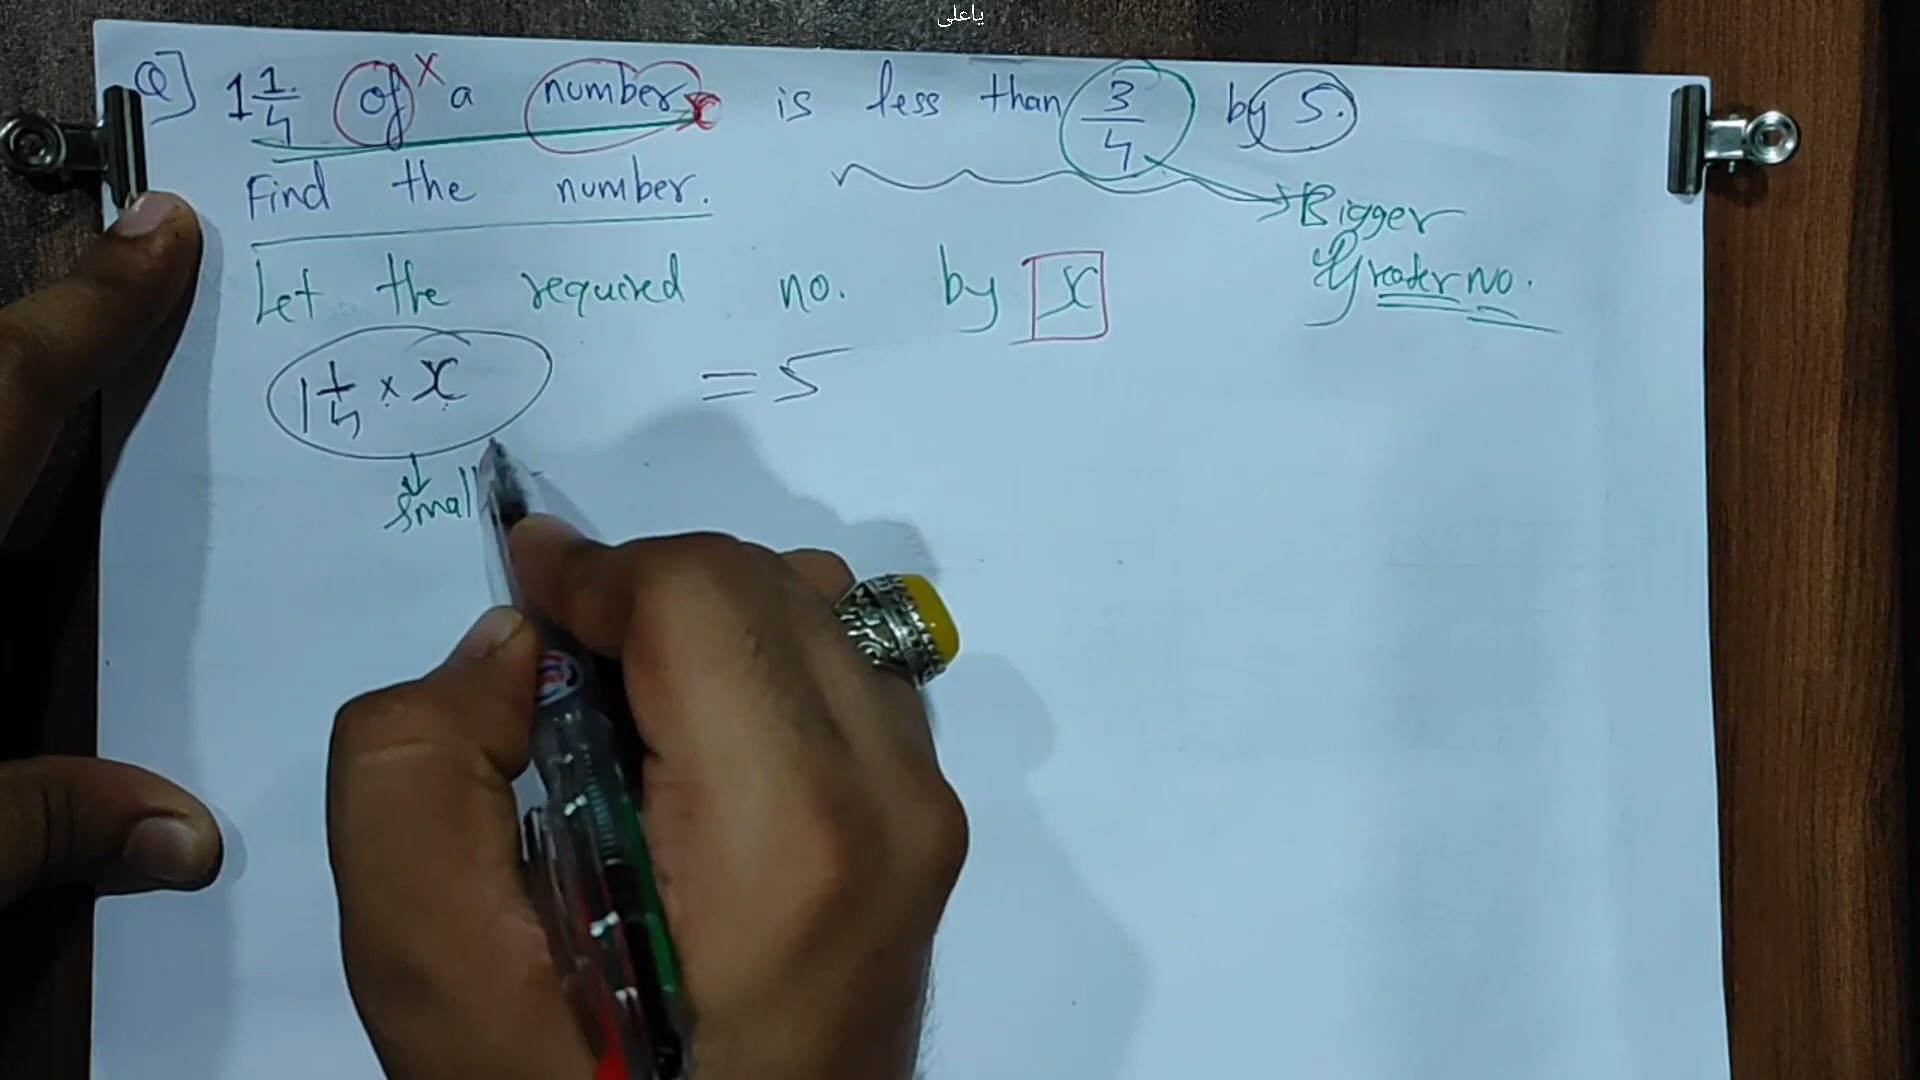 ياعلى
Q] 1 1/4 of x a number x is less than 3/4 by 5.
Find the number.
Bigger
Greater no.
Let the required no. by x
1 1/4 × x = 5
Small